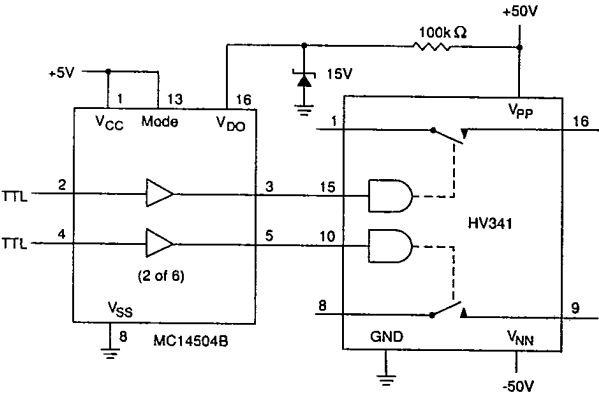 +50V
100kΩ
+5V
15V
1
13
16
VCC
Mode
VDO
VPP
1
16
TTL
2
3
15
HV341
TTL
4
5
10
(2 of 6)
8
9
VSS
8
MC14504B
GND
VNN
-50V